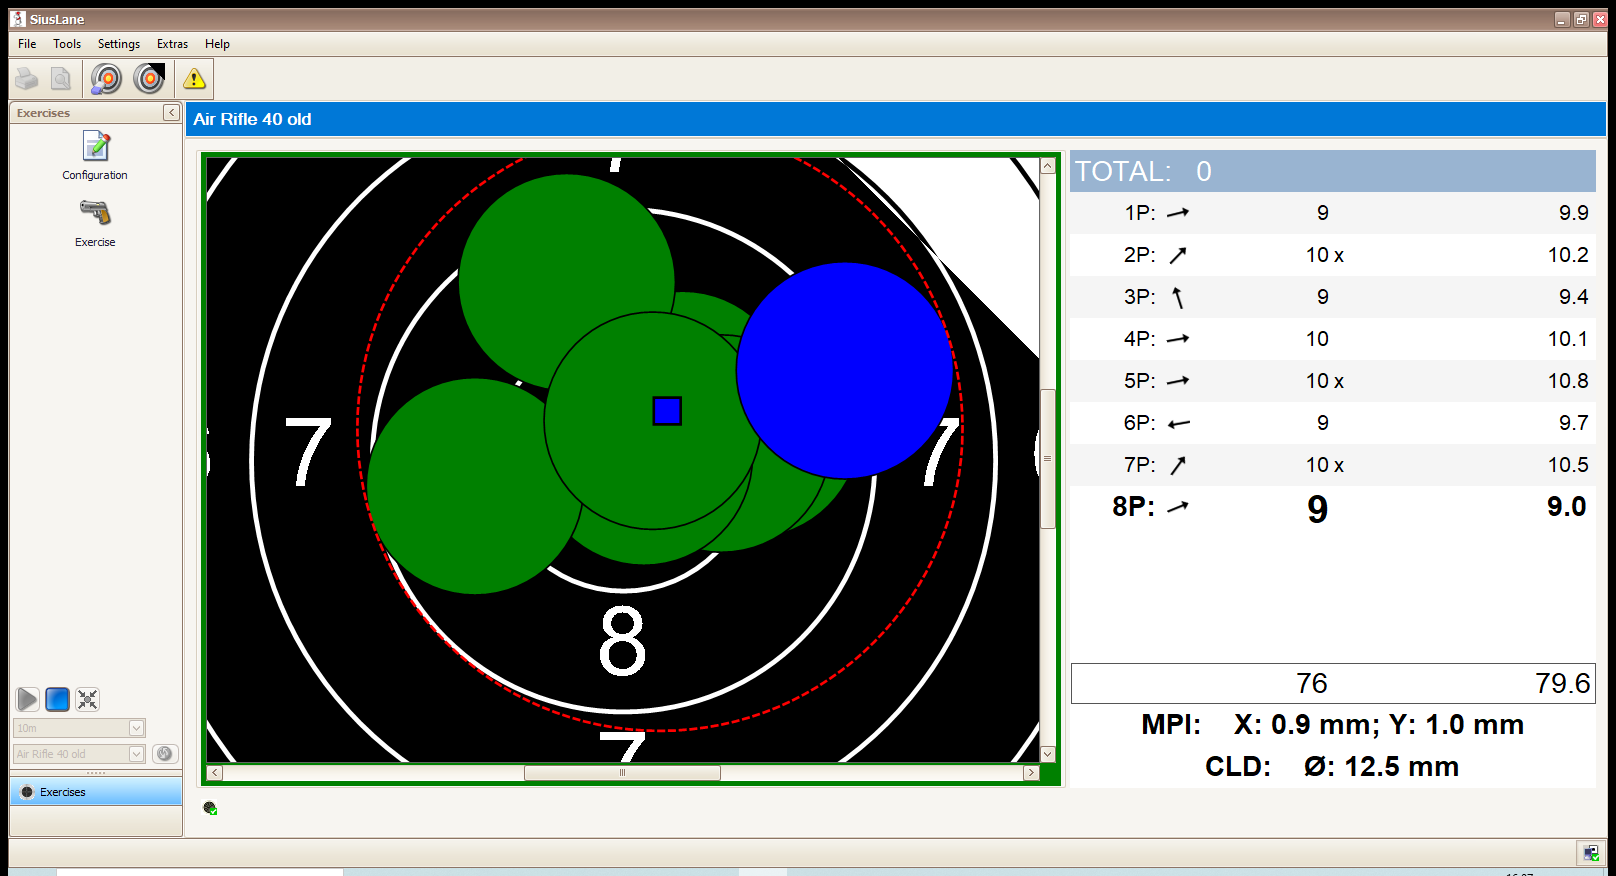 SiusLane
File Tools Settings Extras Help
Exercises
Configuration
Exercise
10m
Air Rifle 40 old
Exercises
Air Rifle 40 old
7
7
7
8
7
TOTAL: 0
1P: 9 9.9
2P: 10 x 10.2
3P: 9 9.4
4P: 10 10.1
5P: 10 x 10.8
6P: 9 9.7
7P: 10 x 10.5
8P: 9 9.0
76 79.6
MPI: X: 0.9 mm; Y: 1.0 mm
CLD: Ø: 12.5 mm